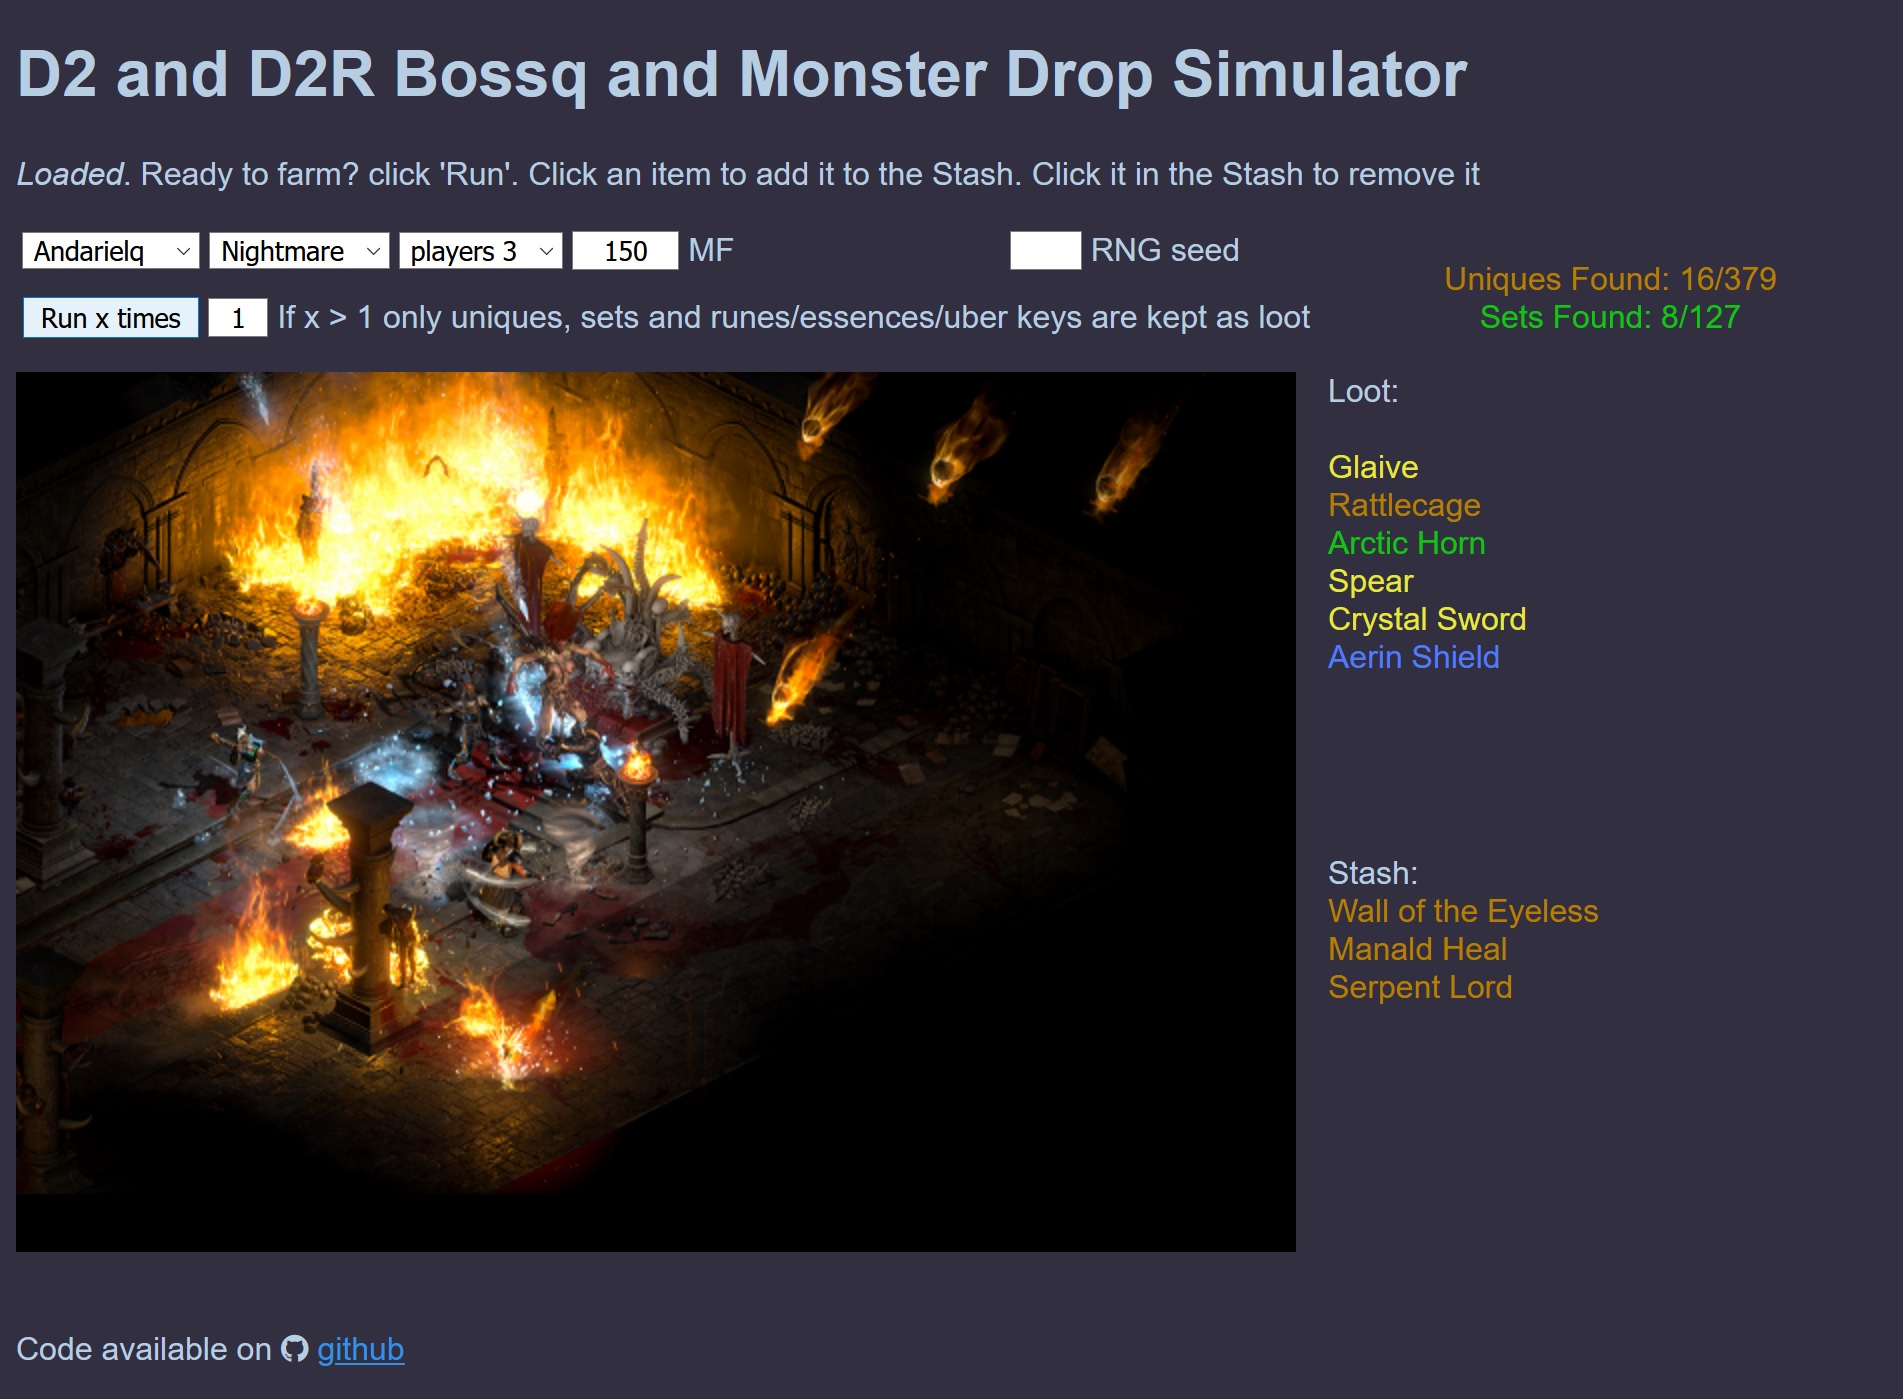 D2 and D2R Bossq and Monster Drop Simulator
Loaded. Ready to farm? click 'Run'. Click an item to add it to the Stash. Click it in the Stash to remove it
Andarielq Nightmare players 3 150 MF RNG seed
Uniques Found: 16/379
Run x times 1 If x > 1 only uniques, sets and runes/essences/uber keys are kept as loot
Sets Found: 8/127
Loot:
Glaive
Rattlecage
Arctic Horn
Spear
Crystal Sword
Aerin Shield
Stash:
Wall of the Eyeless
Manald Heal
Serpent Lord
Code available on github